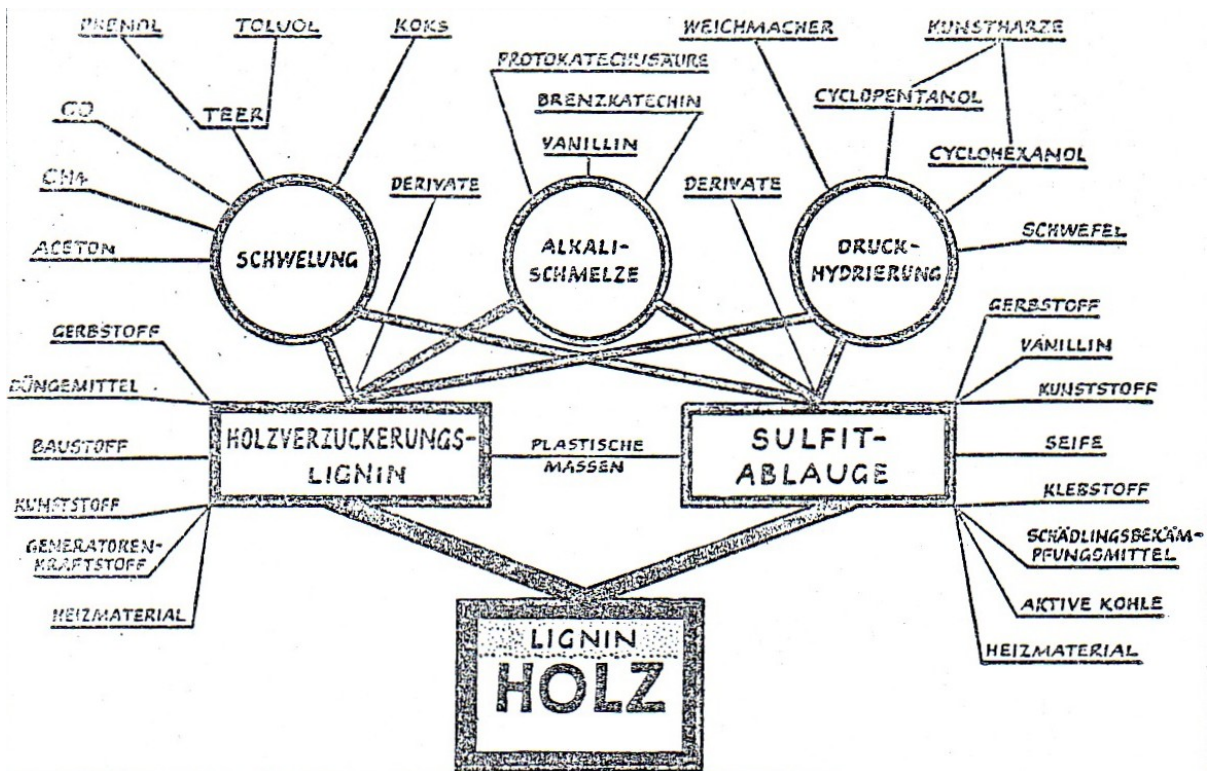 PHENOL
TOLUOL
KOKS
WEICHMACHER
KUNSTHARZE
PROTOKATECHUSÄURE
BRENZKATECHIN
CYCLOPENTANOL
CO
TEER
VANILLIN
CYCLOHEXANOL
CH4
DERIVATE
DERIVATE
ACETON
SCHWELUNG
ALKALI-
SCHMELZE
DRUCK-
HYDRIERUNG
SCHWEFEL
GERBSTOFF
GERBSTOFF
VANILLIN
DÜNGEMITTEL
KUNSTSTOFF
BAUSTOFF
HOLZVERZUCKERUNGS-
LIGNIN
PLASTISCHE
MASSEN
SULFIT-
ABLAUGE
SEIFE
KUNSTSTOFF
KLEBSTOFF
GENERATOREN-
KRAFTSTOFF
SCHÄDLINGSBEKÄM-
PFUNGSMITTEL
HEIZMATERIAL
AKTIVE KOHLE
HEIZMATERIAL
LIGNIN
HOLZ